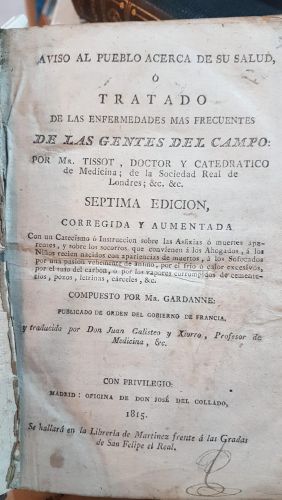 AVISO AL PUEBLO ACERCA DE SU SALUD,
Ó
TRATADO
DE LAS ENFERMEDADES MAS FRECUENTES
DE LAS GENTES DEL CAMPO:
POR MR. TISSOT, DOCTOR Y CATEDRATICO
de Medicina; de la Sociedad Real de
Londres; &c. &c.
SEPTIMA EDICION,
CORREGIDA Y AUMENTADA
Con un Catecismo ó Instruccion sobre las Asfixîas ó muertes apa-
rentes, y sobre los socorros que convienen á los Ahogados, á los
Niños recien nacidos con apariencias de muertos, á los Sofocados
por una pasion vehemente de ánimo, por el frio ó calor excesivos,
por el tufo del carbon, ó por los vapores corrumpidos de cemente-
rios, pozos, letrinas, cárceles, &c.
COMPUESTO POR MR. GARDANNE:
PUBLICADO DE ORDEN DEL GOBIERNO DE FRANCIA,
y traducida por Don Juan Galisteo y Xiorro, Profesor de
Medicina, &c.
CON PRIVILEGIO:
MADRID: OFICINA DE DON JOSÉ DEL COLLADO,
1815.
Se hallará en la Librería de Martinez frente á las Gradas
de San Felipe el Real.